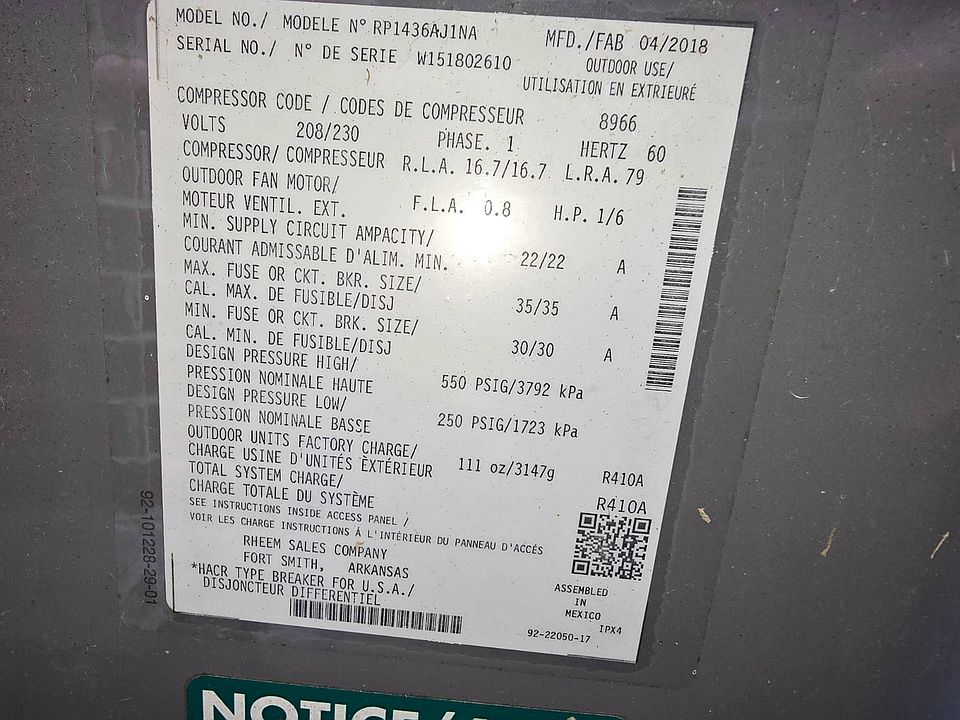 MODEL NO./ MODELE N° RP1436AJ1NA MFD./FAB 04/2018
SERIAL NO./ N° DE SERIE W151802610 OUTDOOR USE/
UTILISATION EN EXTRIEURÉ
COMPRESSOR CODE / CODES DE COMPRESSEUR 8966
VOLTS 208/230 PHASE. 1 HERTZ 60
COMPRESSOR/ COMPRESSEUR R.L.A. 16.7/16.7 L.R.A. 79
OUTDOOR FAN MOTOR/
MOTEUR VENTIL. EXT. F.L.A. 0.8 H.P. 1/6
MIN. SUPPLY CIRCUIT AMPACITY/
COURANT ADMISSABLE D'ALIM. MIN. 22/22 A
MAX. FUSE OR CKT. BKR. SIZE/
CAL. MAX. DE FUSIBLE/DISJ 35/35 A
MIN. FUSE OR CKT. BRK. SIZE/
CAL. MIN. DE FUSIBLE/DISJ 30/30 A
DESIGN PRESSURE HIGH/
PRESSION NOMINALE HAUTE 550 PSIG/3792 kPa
DESIGN PRESSURE LOW/
PRESSION NOMINALE BASSE 250 PSIG/1723 kPa
OUTDOOR UNITS FACTORY CHARGE/
CHARGE USINE D'UNITÉS ÈXTÉRIEUR 111 oz/3147g R410A
TOTAL SYSTEM CHARGE/
CHARGE TOTALE DU SYSTÈME R410A
SEE INSTRUCTIONS INSIDE ACCESS PANEL /
VOIR LES CHARGE INSTRUCTIONS Á L'INTÉRIEUR DU PANNEAU D'ACCÉS
RHEEM SALES COMPANY
FORT SMITH, ARKANSAS
*HACR TYPE BREAKER FOR U.S.A./
DISJONCTEUR DIFFERENTIEL
ASSEMBLED
IN
MEXICO
IPX4
92-22050-17
92-101228-29-01
NOTICE/